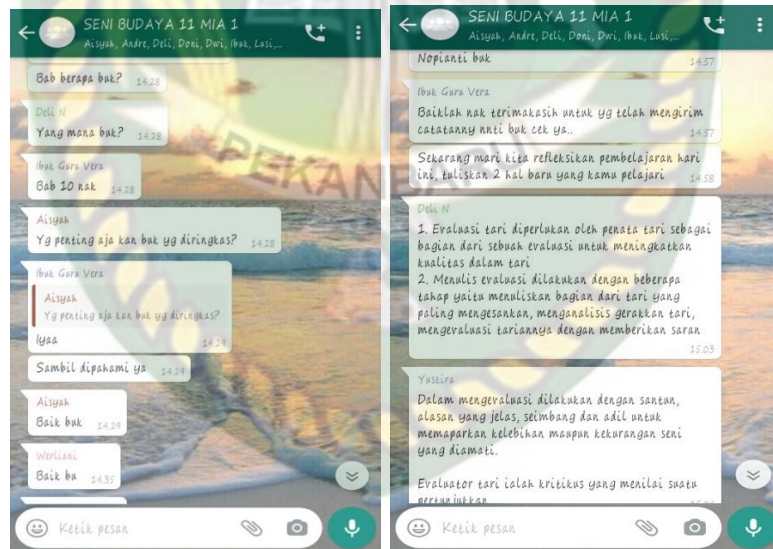 SENI BUDAYA 11 MIA 1
Aisyah, Andre, Deli, Doni, Dwi, Ibuk, Lusi,...
Bab berapa buk? 14.28
Deli N
Yang mana buk? 14.28
Ibuk Guru Vera
Bab 10 nak 14.28
Aisyah
Yg penting aja kan buk yg diringkas? 14.28
Ibuk Guru Vera
Aisyah
Yg penting aja kan buk yg diringkas?
Iyaa 14.29
Sambil dipahami ya 14.29
Aisyah
Baik buk 14.29
Werliani
Baik bu 14.35
Ketik pesan
SENI BUDAYA 11 MIA 1
Aisyah, Andre, Deli, Doni, Dwi, Ibuk, Lusi,...
Nopianti buk 14.57
Ibuk Guru Vera
Baiklah nak terimakasih untuk yg telah mengirim
catatanny nnti buk cek ya.. 14.57
Sekarang mari kita refleksikan pembelajaran hari
ini, tuliskan 2 hal baru yang kamu pelajari 14.58
Deli N
1. Evaluasi tari diperlukan oleh penata tari sebagai
bagian dari sebuah evaluasi untuk meningkatkan
kualitas dalam tari
2. Menulis evaluasi dilakukan dengan beberapa
tahap yaitu menuliskan bagian dari tari yang
paling mengesankan, menganalisis gerakkan tari,
mengevaluasi tariannya dengan memberikan saran
15.03
Yustira
Dalam mengevaluasi dilakukan dengan santun,
alasan yang jelas, seimbang dan adil untuk
memaparkan kelebihan maupun kekurangan seni
yang diamati.
Evaluator tari ialah kritikus yang menilai suatu
pertunjukkan
Ketik pesan
PEKANBARU